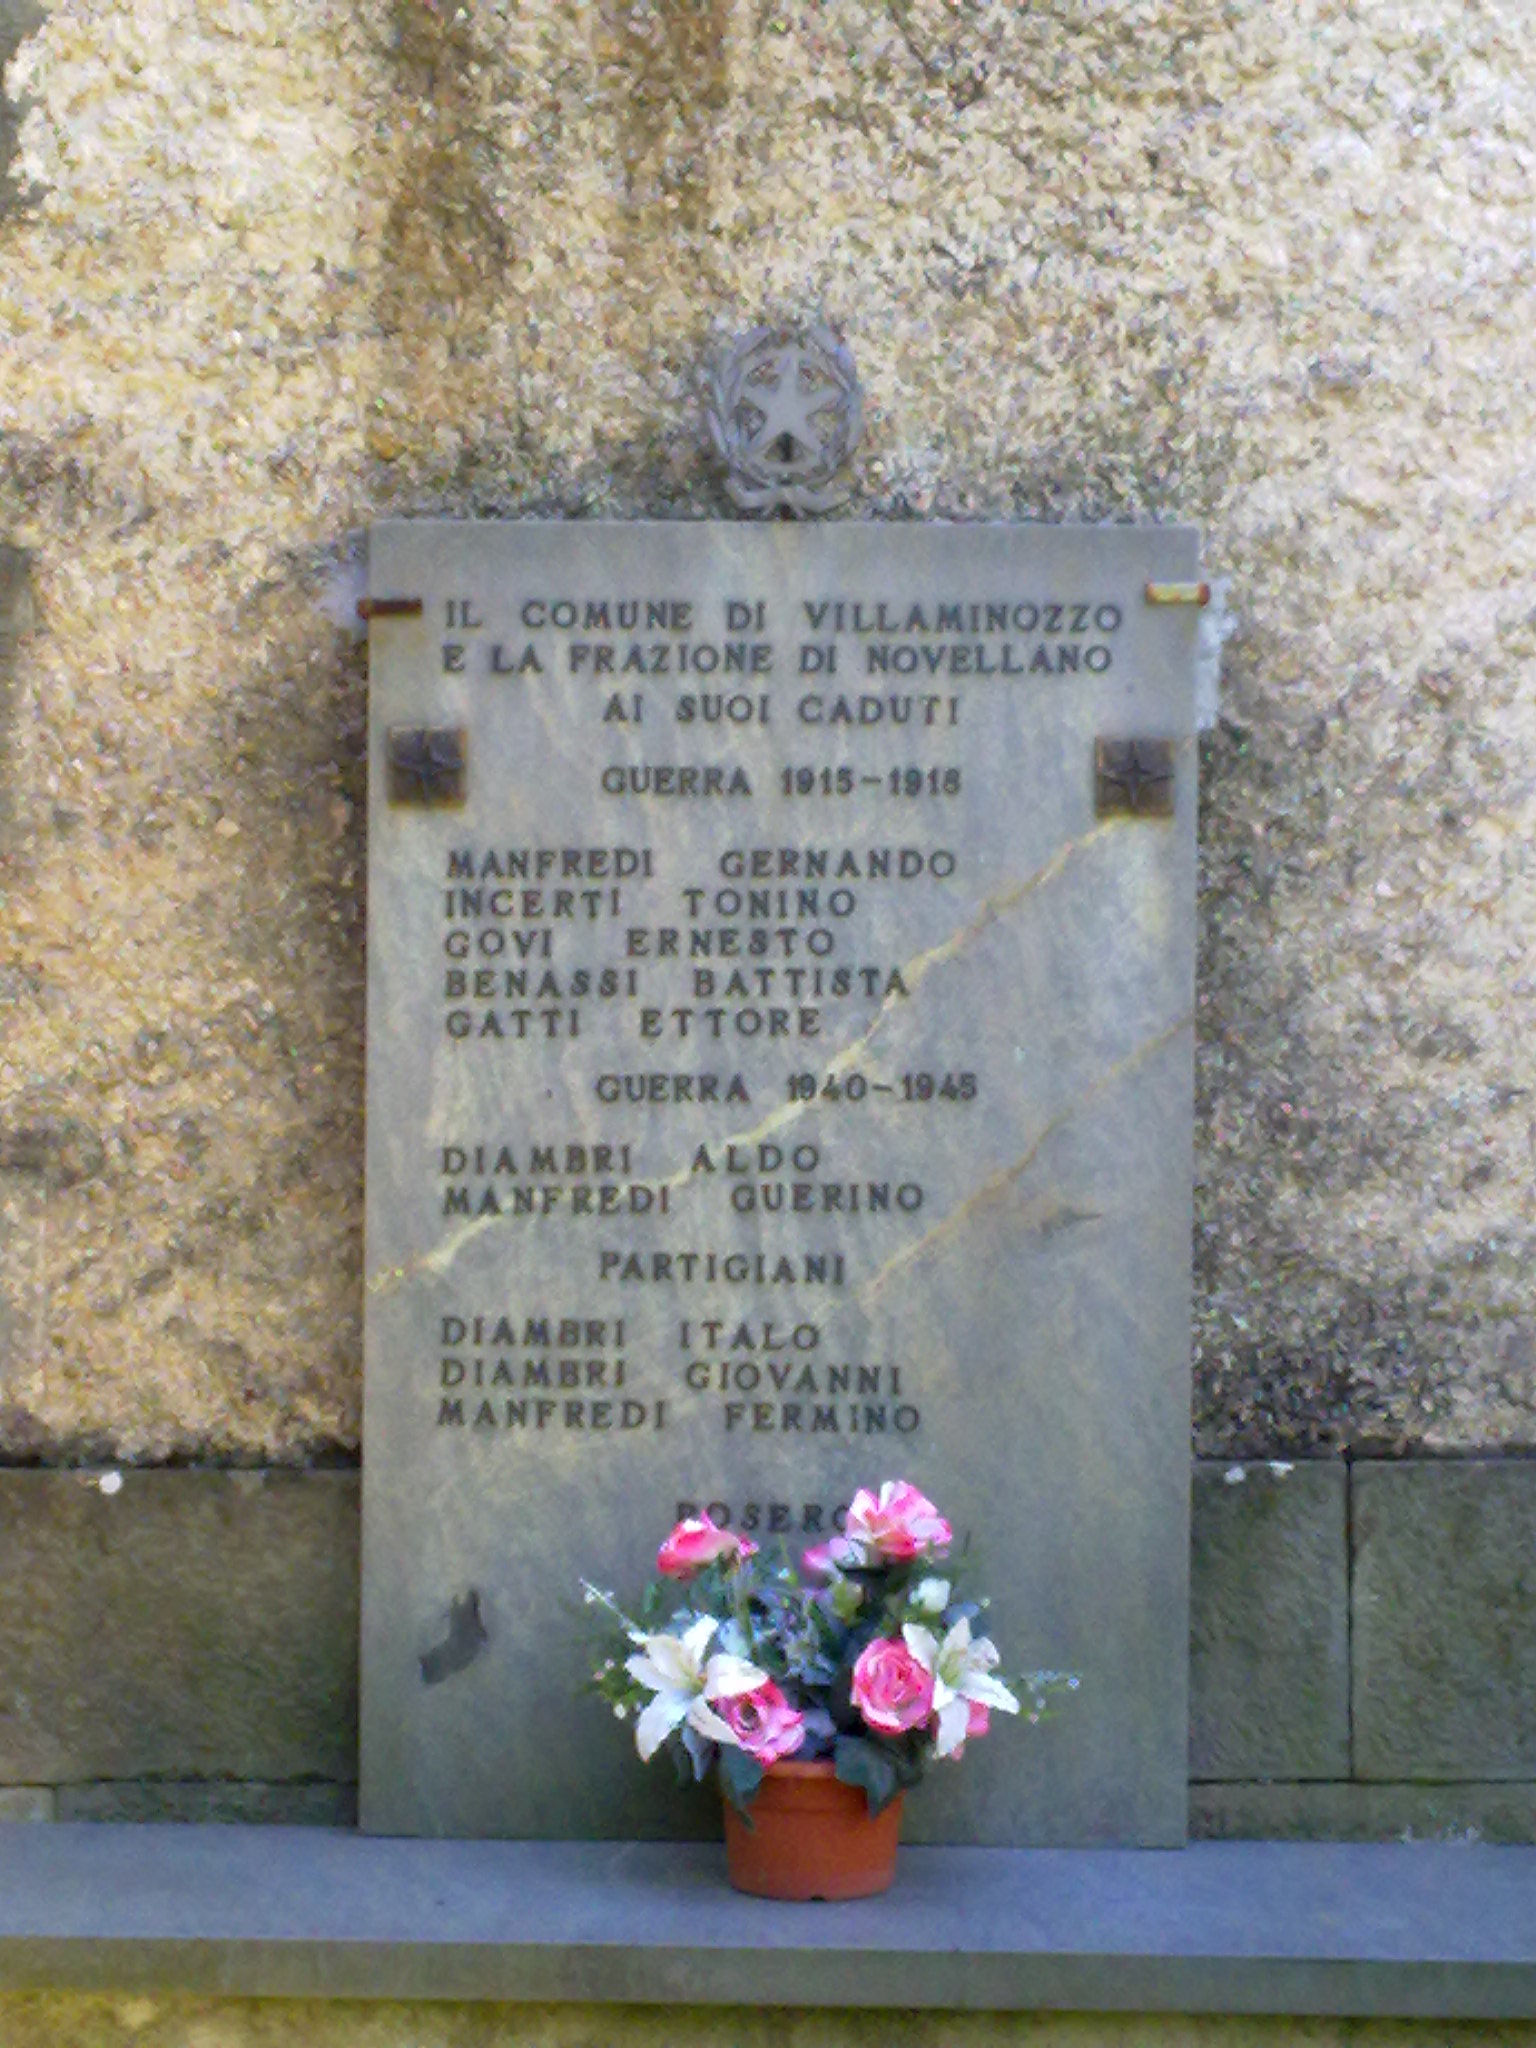 IL COMUNE DI VILLAMINOZZO
E LA FRAZIONE DI NOVELLANO
AI SUOI CADUTI
GUERRA 1915-1918
MANFREDI GERNANDO
INCERTI TONINO
GOVI ERNESTO
BENASSI BATTISTA
GATTI ETTORE
GUERRA 1940-1945
DIAMBRI ALDO
MANFREDI GUERINO
PARTIGIANI
DIAMBRI ITALO
DIAMBRI GIOVANNI
MANFREDI FERMINO